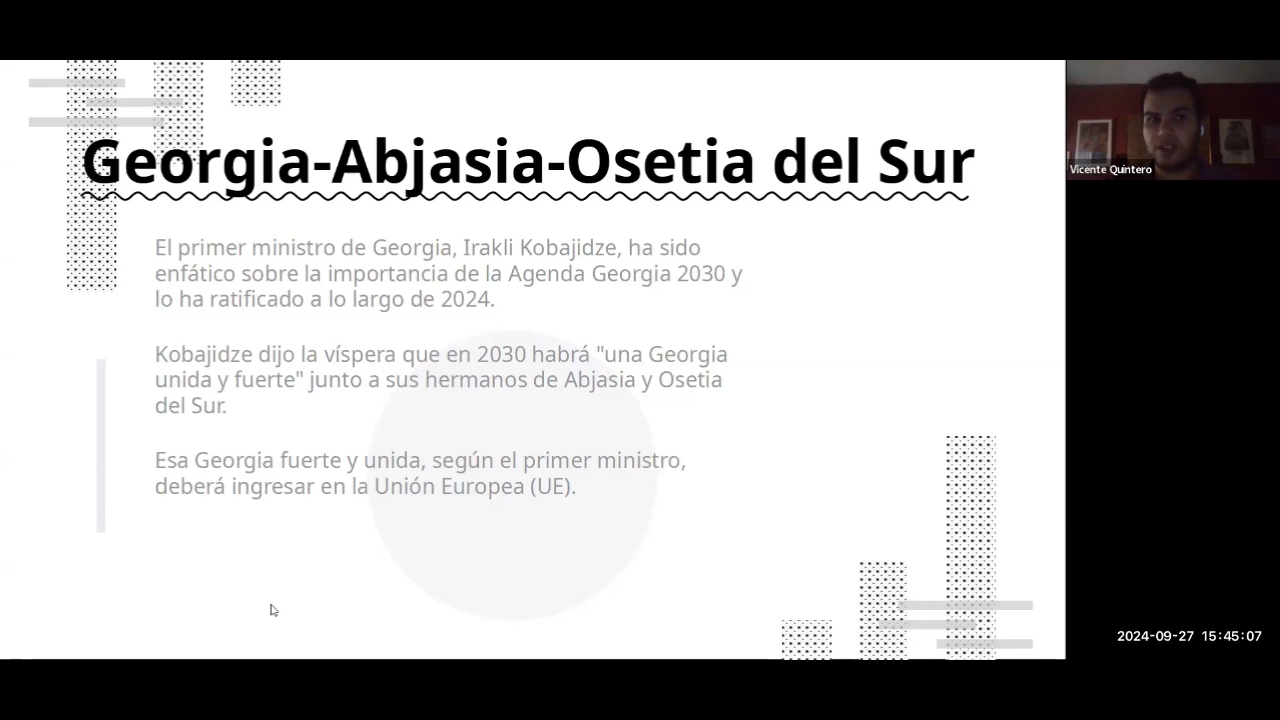 Georgia-Abjasia-Osetia del Sur
El primer ministro de Georgia, Irakli Kobajidze, ha sido
enfático sobre la importancia de la Agenda Georgia 2030 y
lo ha ratificado a lo largo de 2024.
Kobajidze dijo la víspera que en 2030 habrá "una Georgia
unida y fuerte" junto a sus hermanos de Abjasia y Osetia
del Sur.
Esa Georgia fuerte y unida, según el primer ministro,
deberá ingresar en la Unión Europea (UE).
Vicente Quintero
2024-09-27 15:45:07